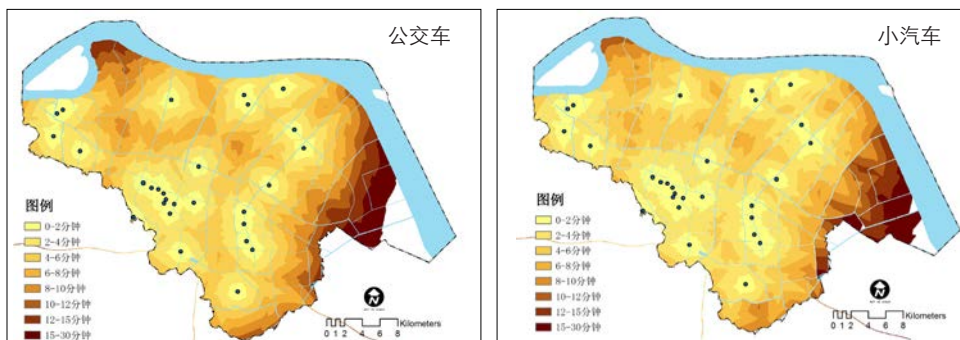 公交车
图例
0-2分钟
2-4分钟
4-6分钟
6-8分钟
8-10分钟
10-12分钟
12-15分钟
15-30分钟
N
Kilometers
0 1 2 4 6 8
小汽车
图例
0-2分钟
2-4分钟
4-6分钟
6-8分钟
8-10分钟
10-12分钟
12-15分钟
15-30分钟
N
Kilometers
0 1 2 4 6 8